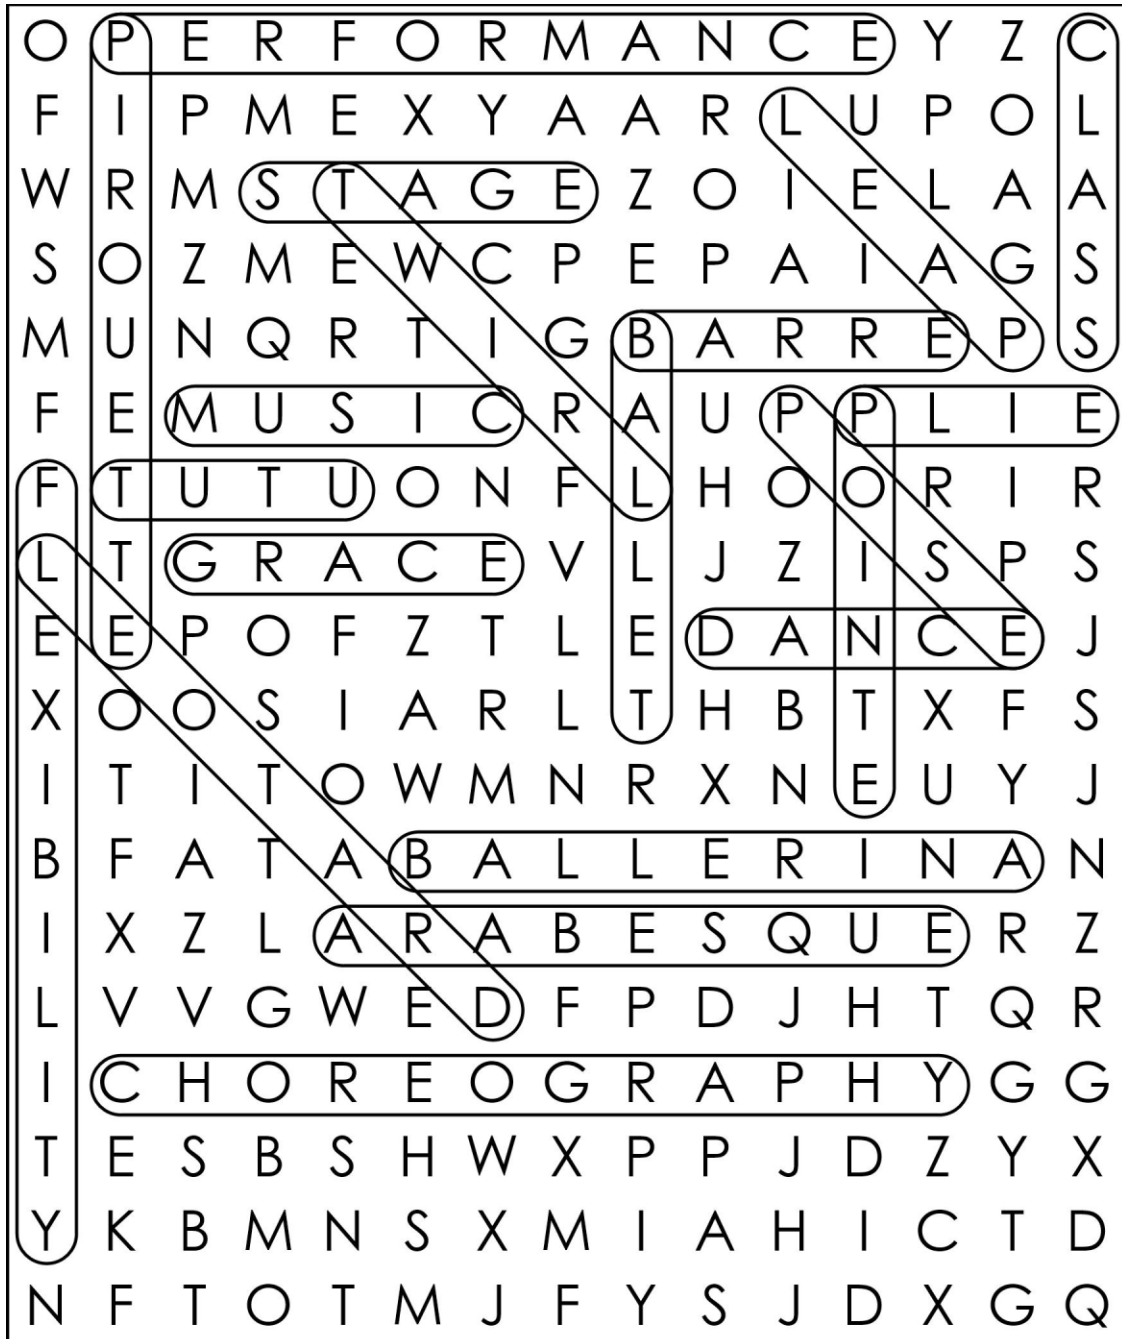 O P E R F O R M A N C E Y Z C
F I P M E X Y A A R L U P O L
W R M S T A G E Z O I E L A A
S O Z M E W C P E P A I A G S
M U N Q R T I G B A R R E P S
F E M U S I C R A U P P L I E
F T U T U O N F L H O O R I R
L T G R A C E V L J Z I S P S
E E P O F Z T L E D A N C E J
X O O S I A R L T H B T X F S
I T I T O W M N R X N E U Y J
B F A T A B A L L E R I N A N
I X Z L A R A B E S Q U E R Z
L V V G W E D F P D J H T Q R
I C H O R E O G R A P H Y G G
T E S B S H W X P P J D Z Y X
Y K B M N S X M I A H I C T D
N F T O T M J F Y S J D X G Q